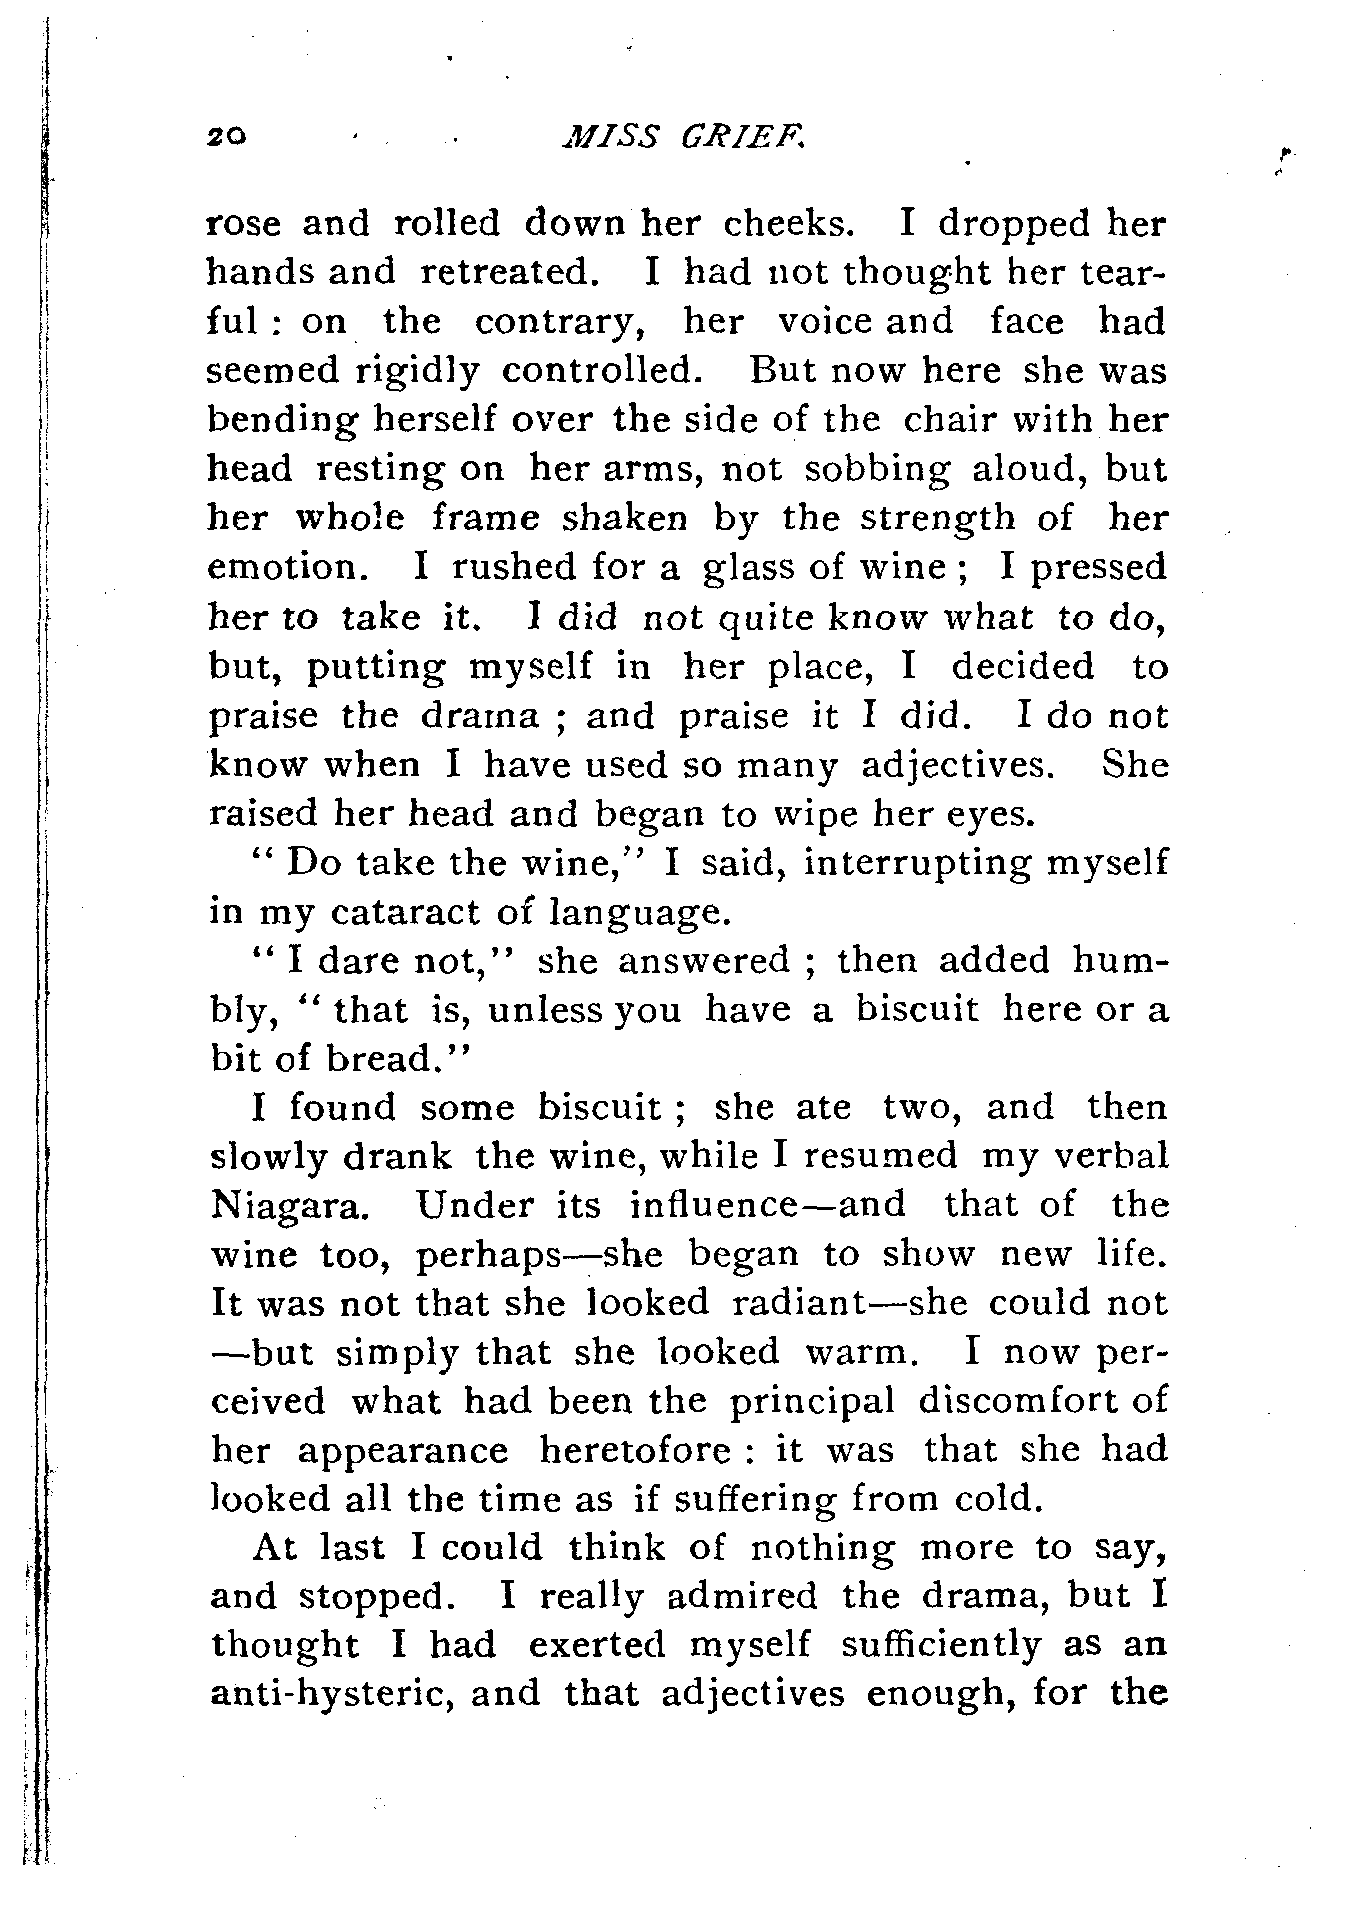 20 MISS GRIEF.
rose and rolled down her cheeks. I dropped her
hands and retreated. I had not thought her tear-
ful : on the contrary, her voice and face had
seemed rigidly controlled. But now here she was
bending herself over the side of the chair with her
head resting on her arms, not sobbing aloud, but
her whole frame shaken by the strength of her
emotion. I rushed for a glass of wine ; I pressed
her to take it. I did not quite know what to do,
but, putting myself in her place, I decided to
praise the drama ; and praise it I did. I do not
know when I have used so many adjectives. She
raised her head and began to wipe her eyes.
“ Do take the wine,” I said, interrupting myself
in my cataract of language.
“ I dare not,” she answered ; then added hum-
bly, “ that is, unless you have a biscuit here or a
bit of bread.”
I found some biscuit ; she ate two, and then
slowly drank the wine, while I resumed my verbal
Niagara. Under its influence—and that of the
wine too, perhaps—she began to show new life.
It was not that she looked radiant—she could not
—but simply that she looked warm. I now per-
ceived what had been the principal discomfort of
her appearance heretofore : it was that she had
looked all the time as if suffering from cold.
At last I could think of nothing more to say,
and stopped. I really admired the drama, but I
thought I had exerted myself sufficiently as an
anti-hysteric, and that adjectives enough, for the